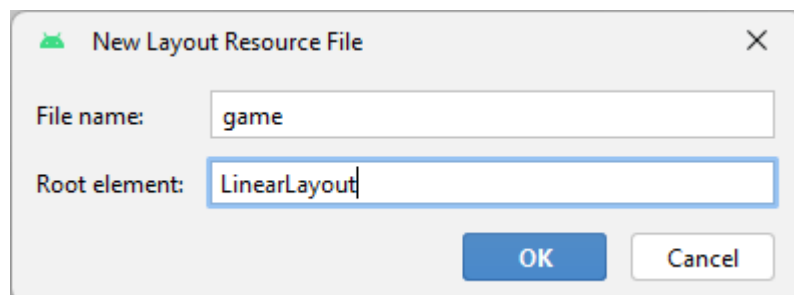 New Layout Resource File
File name: game
Root element: LinearLayout
OK Cancel